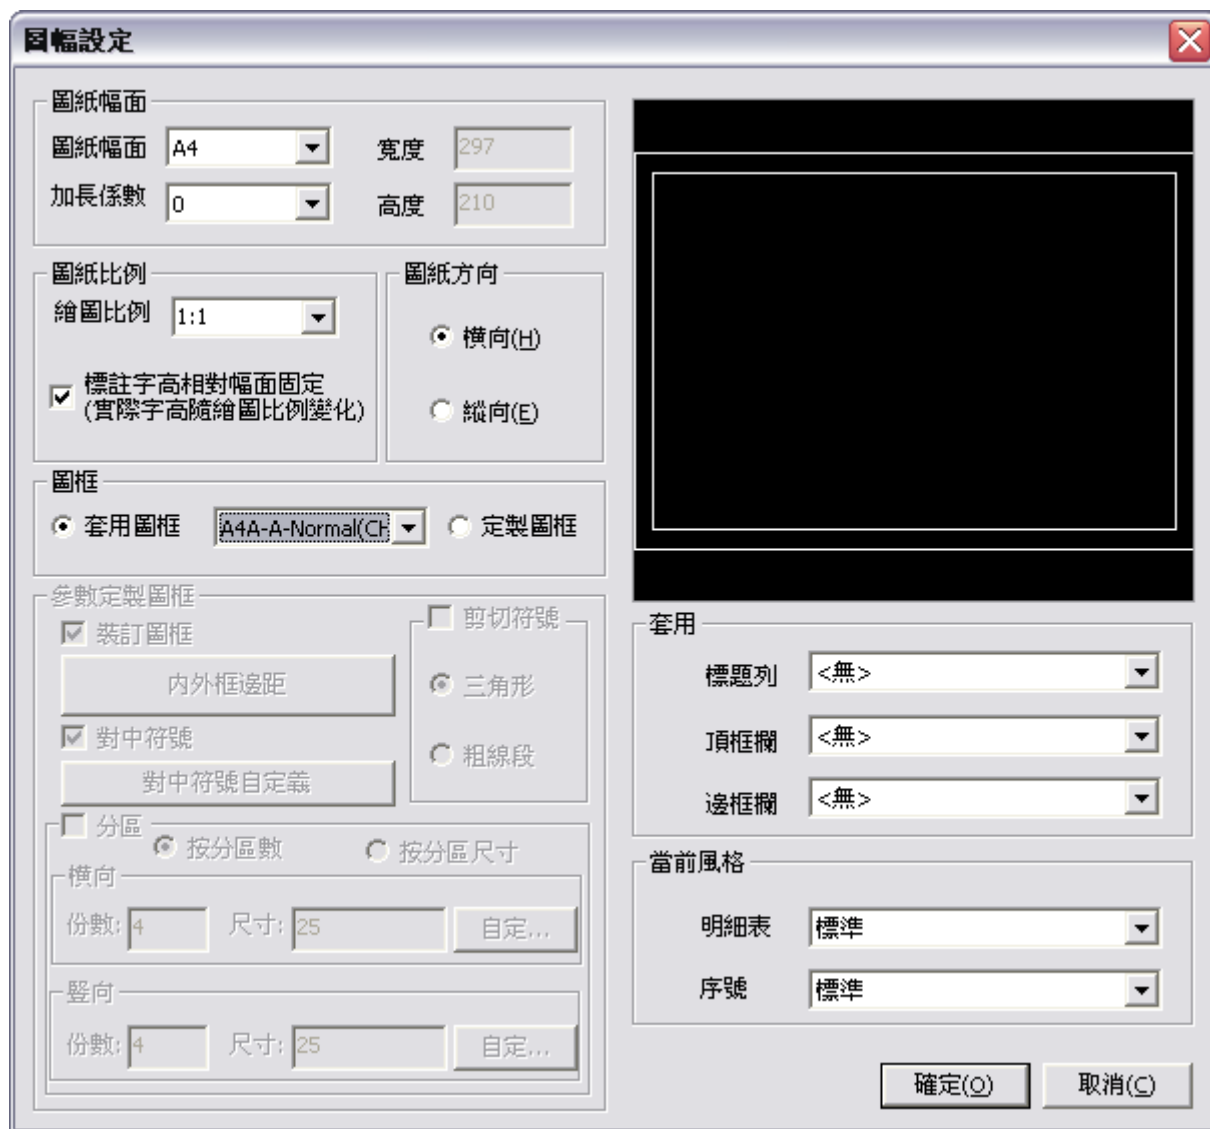 圖幅設定
圖紙幅面
圖紙幅面 A4 寬度 297
加長係數 0 高度 210
圖紙比例
繪圖比例 1:1
標註字高相對幅面固定
(實際字高隨繪圖比例變化)
圖紙方向
橫向(H)
縱向(E)
圖框
套用圖框 A4A-A-Normal(CH 定製圖框
參數定製圖框
裝訂圖框
内外框邊距
對中符號
對中符號自定義
剪切符號
三角形
粗線段
分區
按分區數 按分區尺寸
橫向
份數: 4 尺寸: 25 自定...
豎向
份數: 4 尺寸: 25 自定...
套用
標題列 <無>
頂框欄 <無>
邊框欄 <無>
當前風格
明細表 標準
序號 標準
確定(O) 取消(C)